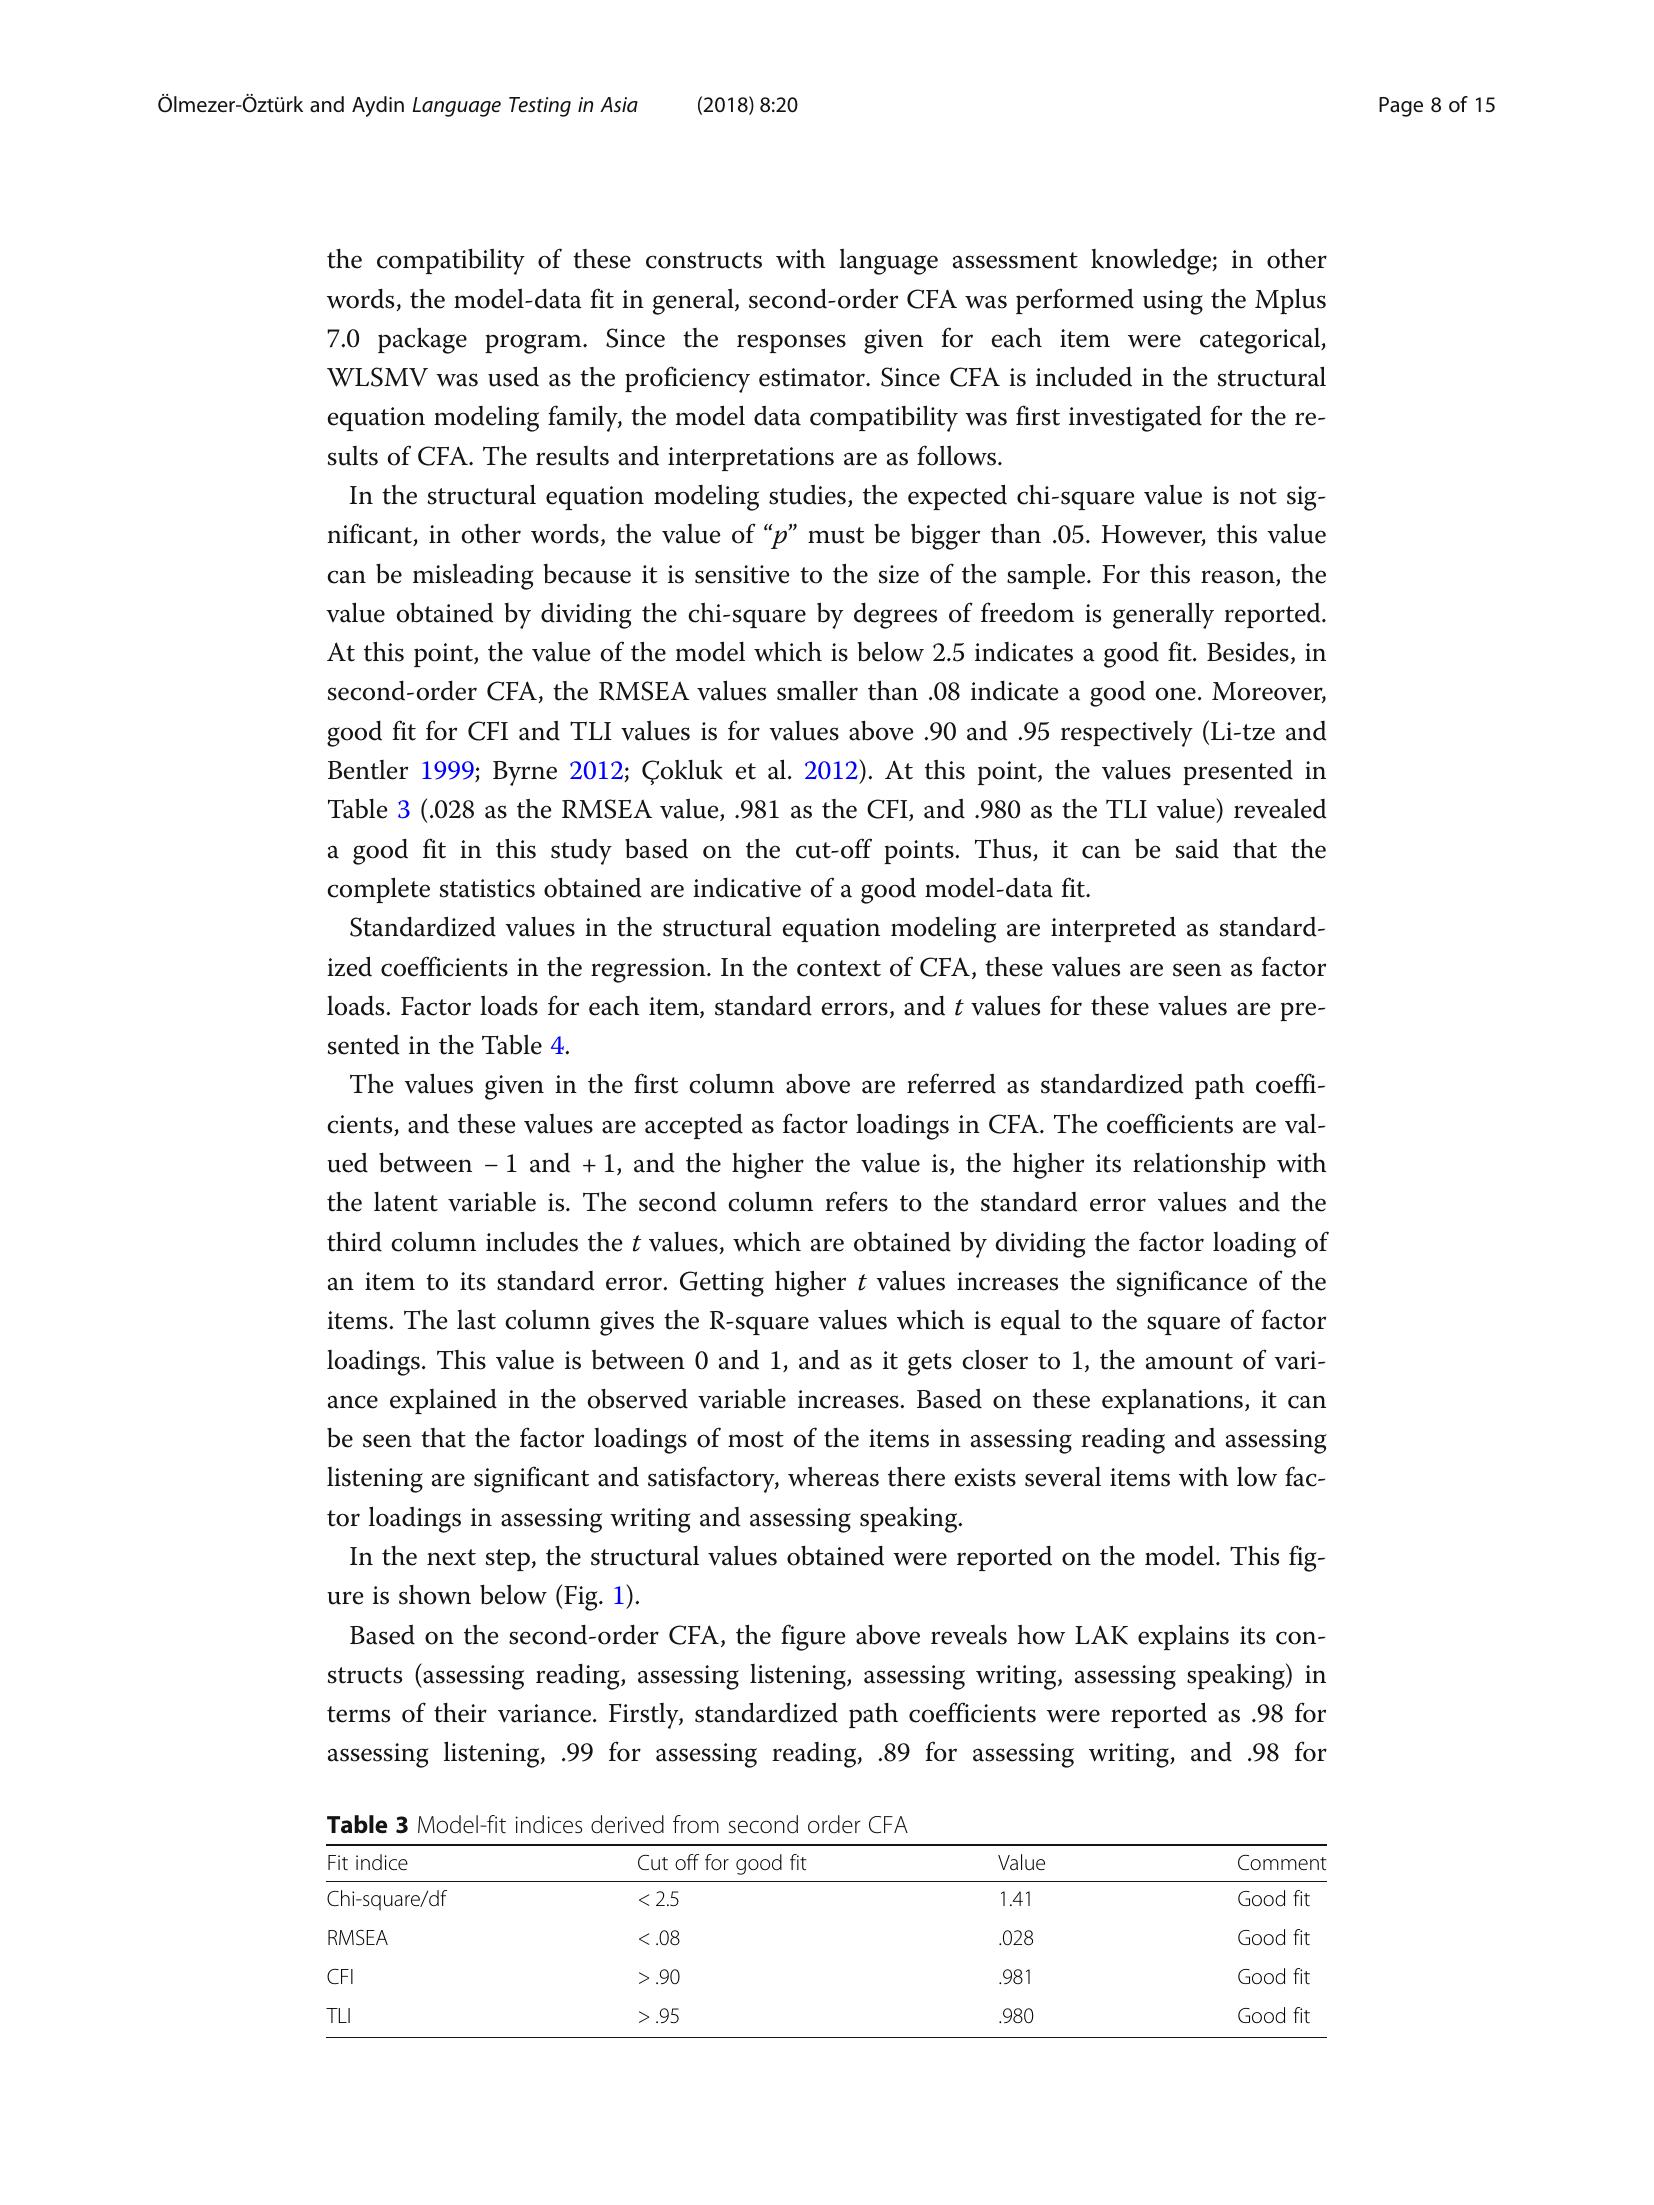 Ölmezer-Öztürk and Aydin Language Testing in Asia (2018) 8:20 Page 8 of 15
the compatibility of these constructs with language assessment knowledge; in other
words, the model-data fit in general, second-order CFA was performed using the Mplus
7.0 package program. Since the responses given for each item were categorical,
WLSMV was used as the proficiency estimator. Since CFA is included in the structural
equation modeling family, the model data compatibility was first investigated for the re-
sults of CFA. The results and interpretations are as follows.
In the structural equation modeling studies, the expected chi-square value is not sig-
nificant, in other words, the value of “p” must be bigger than .05. However, this value
can be misleading because it is sensitive to the size of the sample. For this reason, the
value obtained by dividing the chi-square by degrees of freedom is generally reported.
At this point, the value of the model which is below 2.5 indicates a good fit. Besides, in
second-order CFA, the RMSEA values smaller than .08 indicate a good one. Moreover,
good fit for CFI and TLI values is for values above .90 and .95 respectively (Li-tze and
Bentler 1999; Byrne 2012; Çokluk et al. 2012). At this point, the values presented in
Table 3 (.028 as the RMSEA value, .981 as the CFI, and .980 as the TLI value) revealed
a good fit in this study based on the cut-off points. Thus, it can be said that the
complete statistics obtained are indicative of a good model-data fit.
Standardized values in the structural equation modeling are interpreted as standard-
ized coefficients in the regression. In the context of CFA, these values are seen as factor
loads. Factor loads for each item, standard errors, and t values for these values are pre-
sented in the Table 4.
The values given in the first column above are referred as standardized path coeffi-
cients, and these values are accepted as factor loadings in CFA. The coefficients are val-
ued between − 1 and + 1, and the higher the value is, the higher its relationship with
the latent variable is. The second column refers to the standard error values and the
third column includes the t values, which are obtained by dividing the factor loading of
an item to its standard error. Getting higher t values increases the significance of the
items. The last column gives the R-square values which is equal to the square of factor
loadings. This value is between 0 and 1, and as it gets closer to 1, the amount of vari-
ance explained in the observed variable increases. Based on these explanations, it can
be seen that the factor loadings of most of the items in assessing reading and assessing
listening are significant and satisfactory, whereas there exists several items with low fac-
tor loadings in assessing writing and assessing speaking.
In the next step, the structural values obtained were reported on the model. This fig-
ure is shown below (Fig. 1).
Based on the second-order CFA, the figure above reveals how LAK explains its con-
structs (assessing reading, assessing listening, assessing writing, assessing speaking) in
terms of their variance. Firstly, standardized path coefficients were reported as .98 for
assessing listening, .99 for assessing reading, .89 for assessing writing, and .98 for
Table 3 Model-fit indices derived from second order CFA
Fit indice Cut off for good fit Value Comment
Chi-square/df < 2.5 1.41 Good fit
RMSEA < .08 .028 Good fit
CFI > .90 .981 Good fit
TLI > .95 .980 Good fit